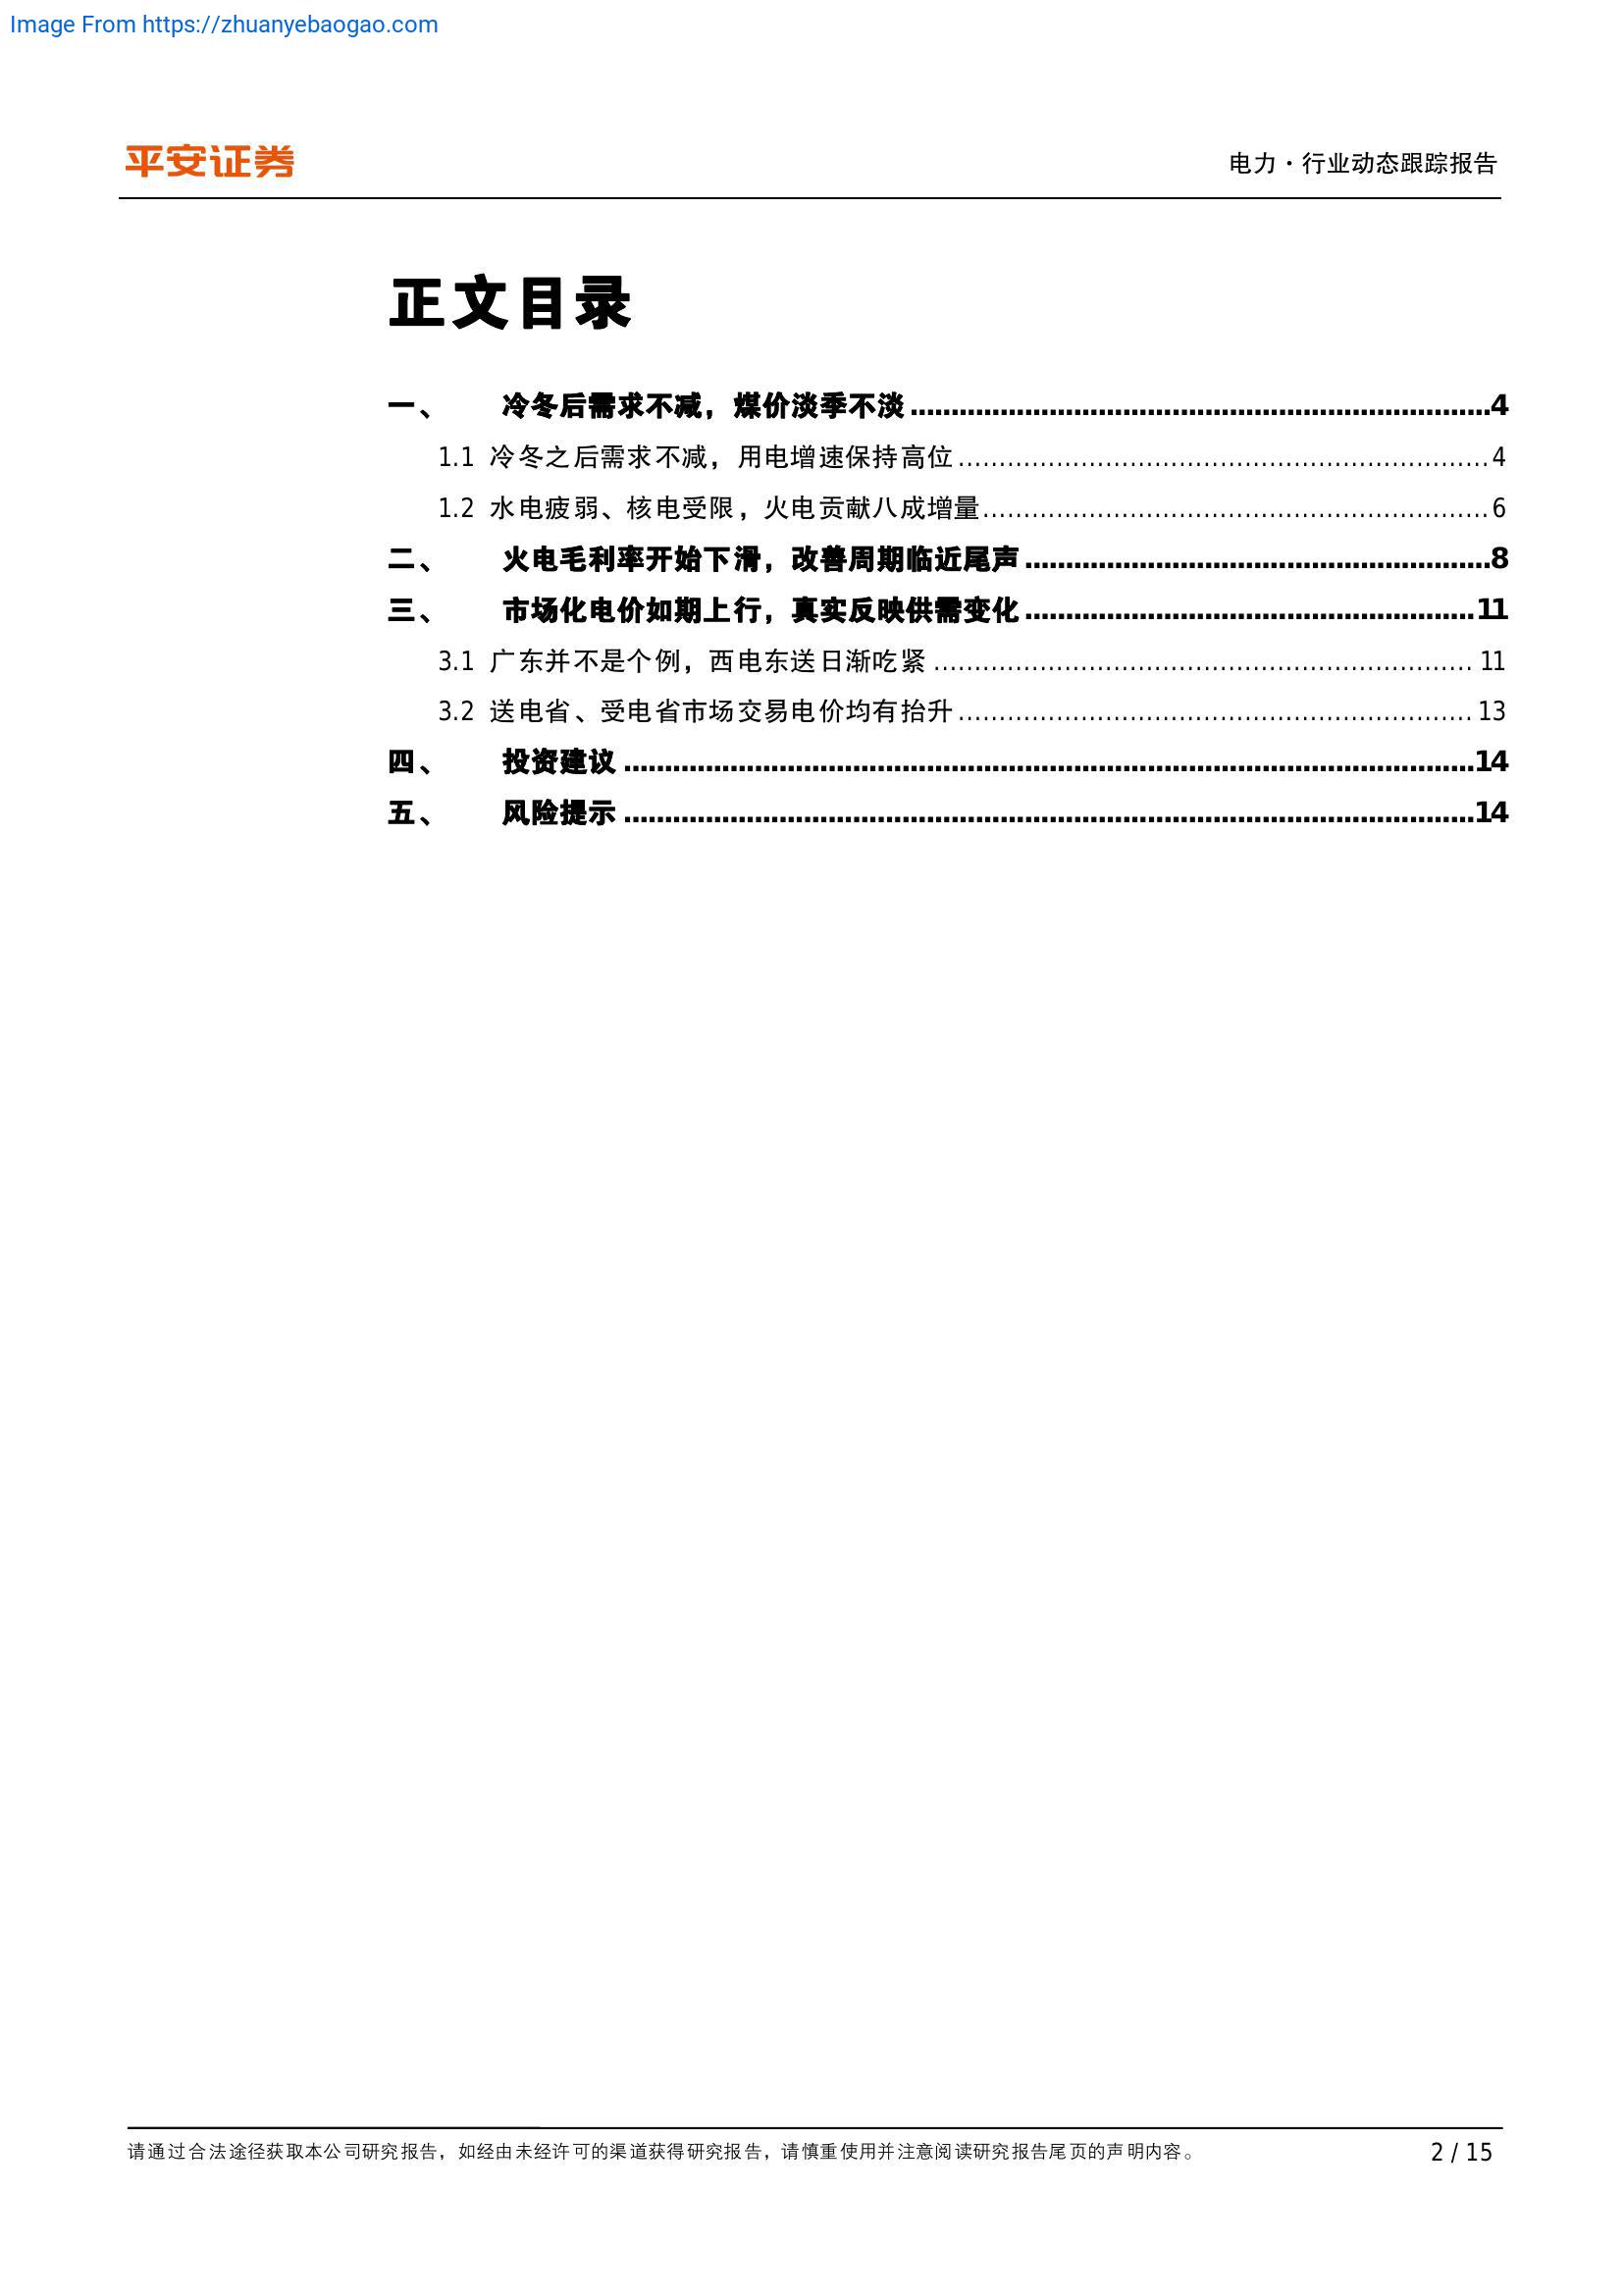 Image From https://zhuanyebaogao.com
平安证券
电力·行业动态跟踪报告
正文目录
一、 冷冬后需求不减，煤价淡季不淡........................................4
1.1 冷冬之后需求不减，用电增速保持高位........................................4
1.2 水电疲弱、核电受限，火电贡献八成增量........................................6
二、 火电毛利率开始下滑，改善周期临近尾声........................................8
三、 市场化电价如期上行，真实反映供需变化........................................11
3.1 广东并不是个例，西电东送日渐吃紧........................................11
3.2 送电省、受电省市场交易电价均有抬升........................................13
四、 投资建议........................................14
五、 风险提示........................................14
请通过合法途径获取本公司研究报告，如经由未经许可的渠道获得研究报告，请慎重使用并注意阅读研究报告尾页的声明内容。
2 / 15